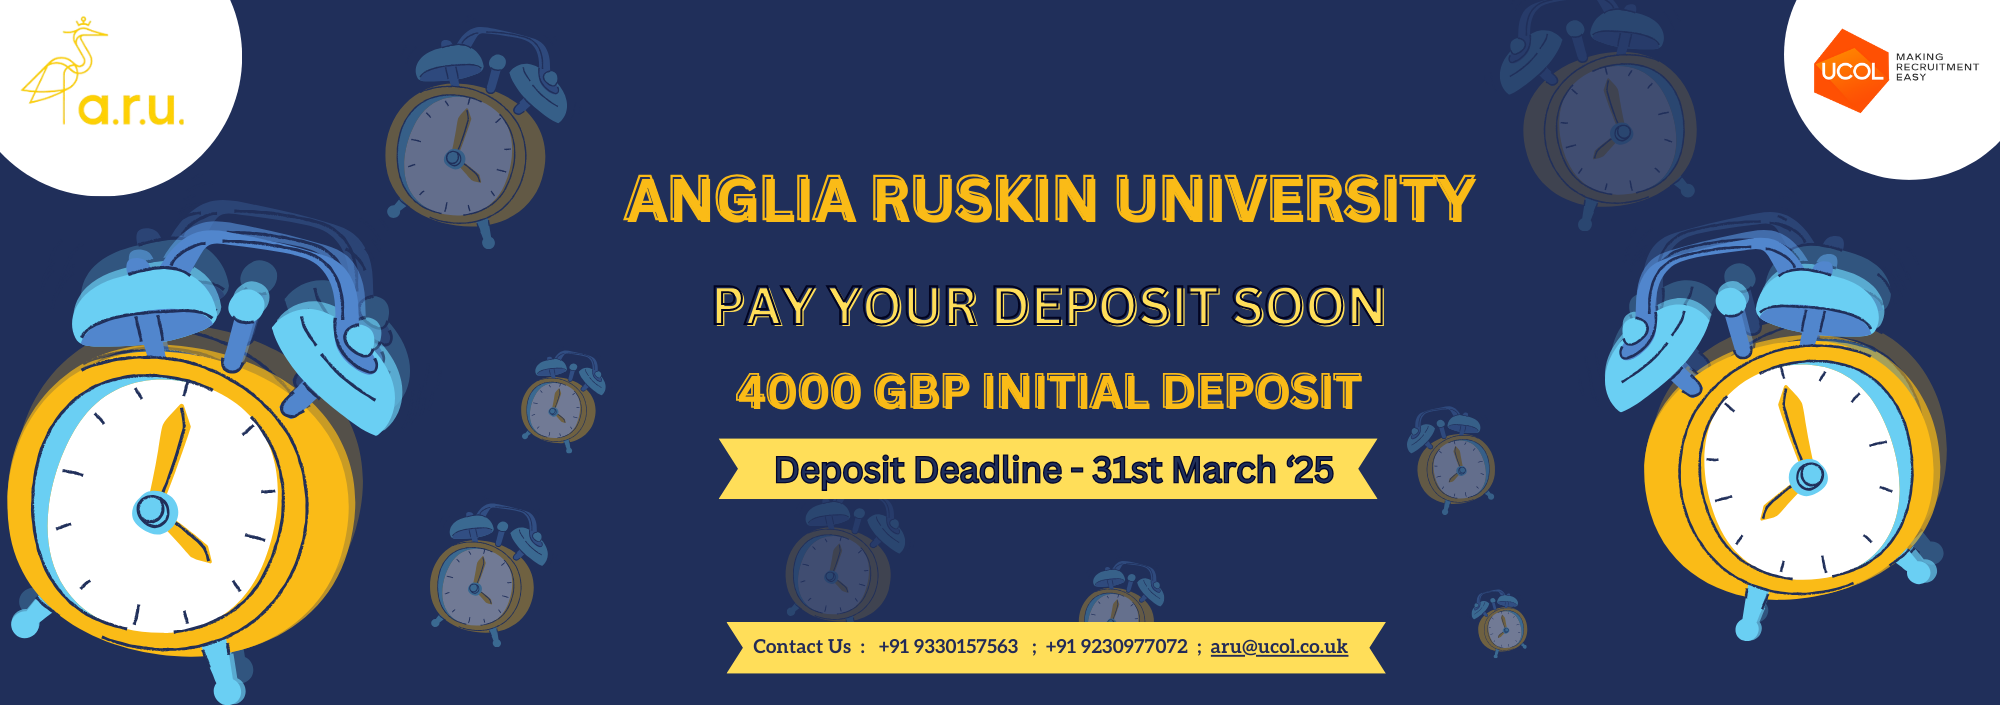 a.r.u.
UCOL
MAKING
RECRUITMENT
EASY
ANGLIA RUSKIN UNIVERSITY
PAY YOUR DEPOSIT SOON
4000 GBP INITIAL DEPOSIT
Deposit Deadline - 31st March ‘25
Contact Us : +91 9330157563 ; +91 9230977072 ; aru@ucol.co.uk